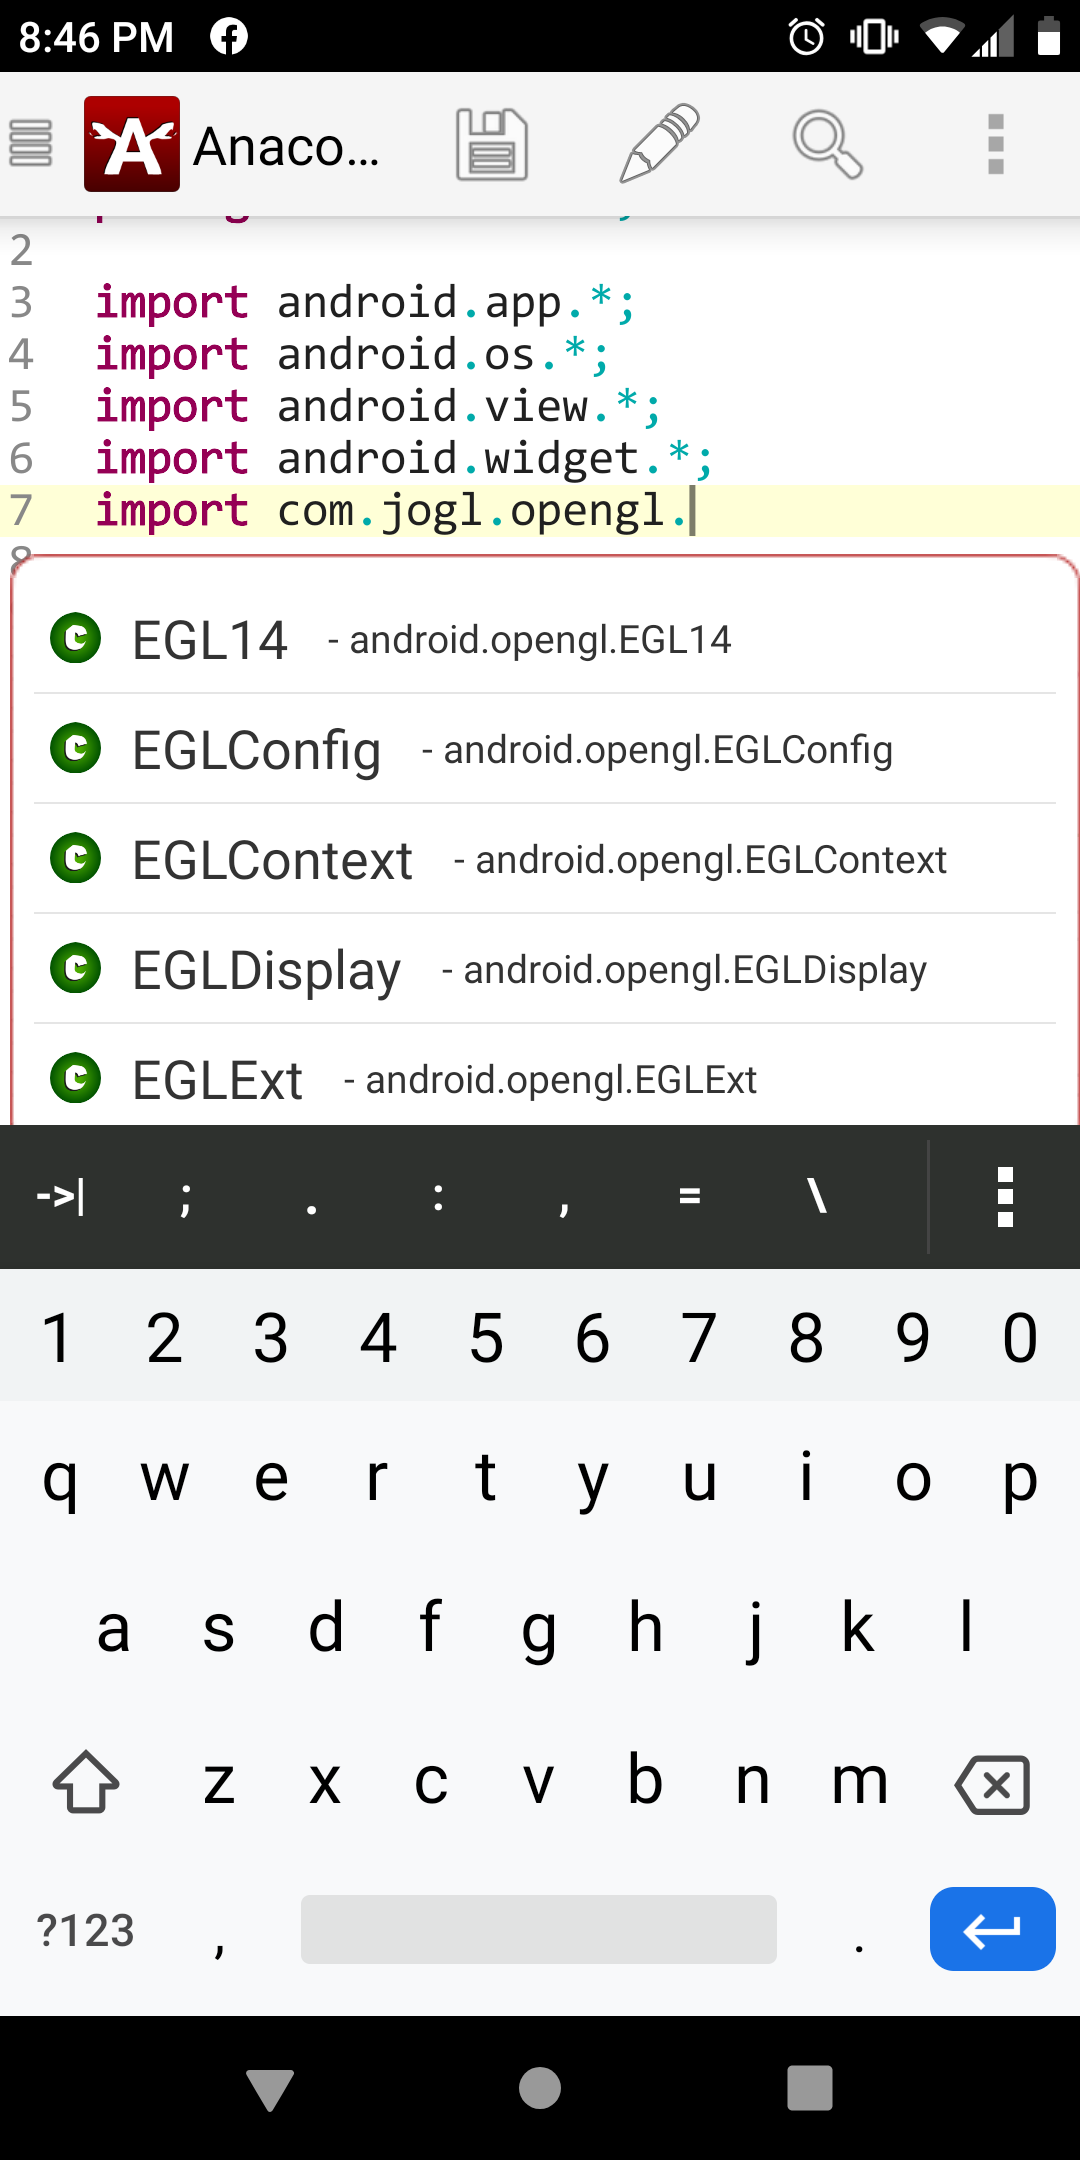 8:46 PM
A Anaco...
2
3 import android.app.*;
4 import android.os.*;
5 import android.view.*;
6 import android.widget.*;
7 import com.jogl.opengl.
8
C EGL14 - android.opengl.EGL14
C EGLConfig - android.opengl.EGLConfig
C EGLContext - android.opengl.EGLContext
C EGLDisplay - android.opengl.EGLDisplay
C EGLExt - android.opengl.EGLExt
->| ; . : , = \
1 2 3 4 5 6 7 8 9 0
q w e r t y u i o p
a s d f g h j k l
z x c v b n m
?123 , .